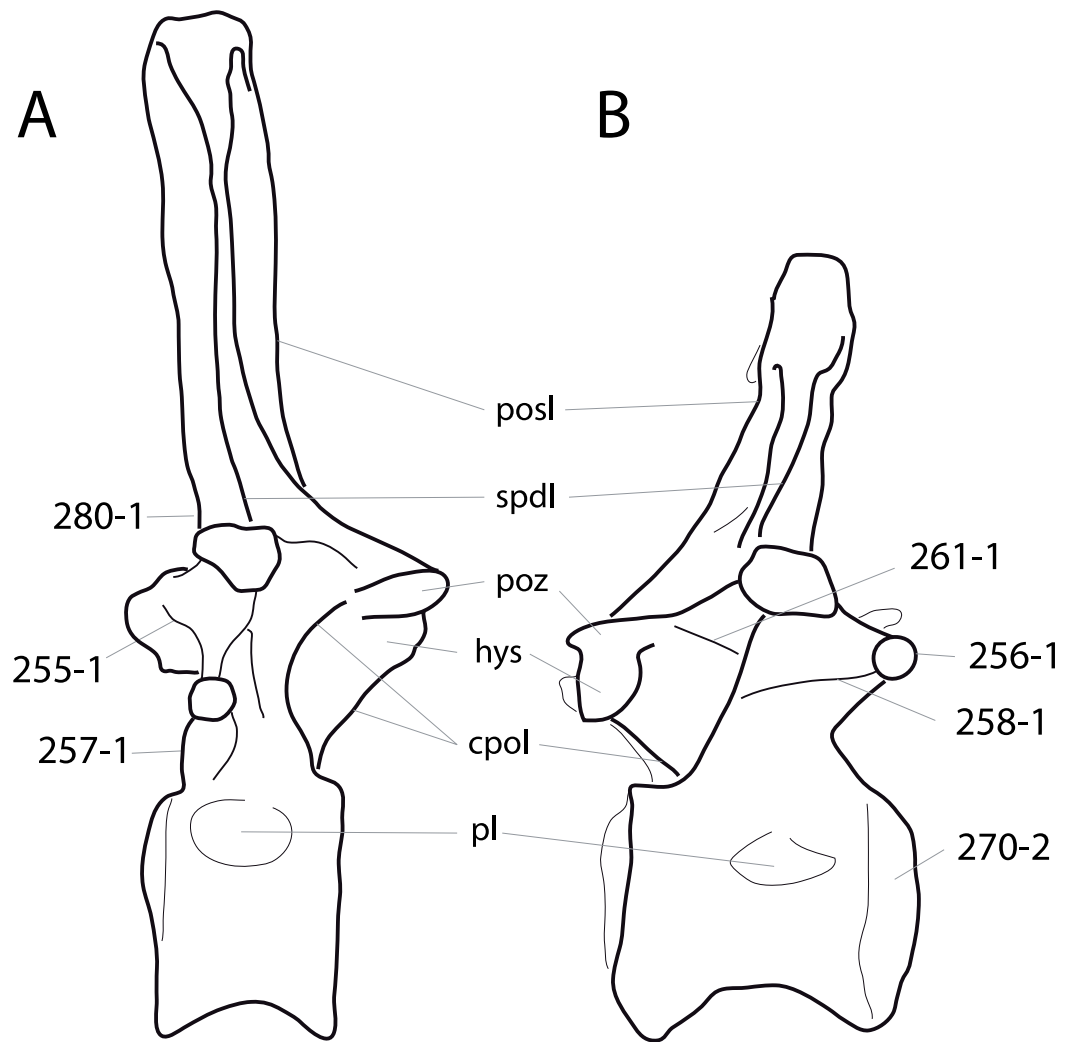 A
B
posl
spdl
280-1
261-1
poz
hys
255-1
256-1
258-1
257-1
cpol
pl
270-2